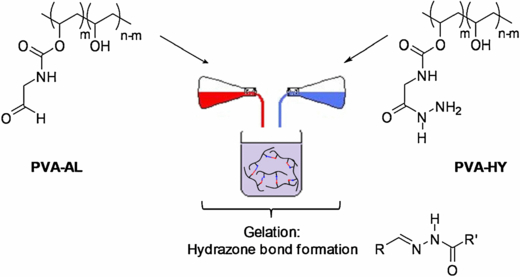 O OH m n-m
O NH
O
PVA-AL
O OH m n-m
O NH
O N H NH₂
PVA-HY
Gelation:
Hydrazone bond formation
R N H N R'
O